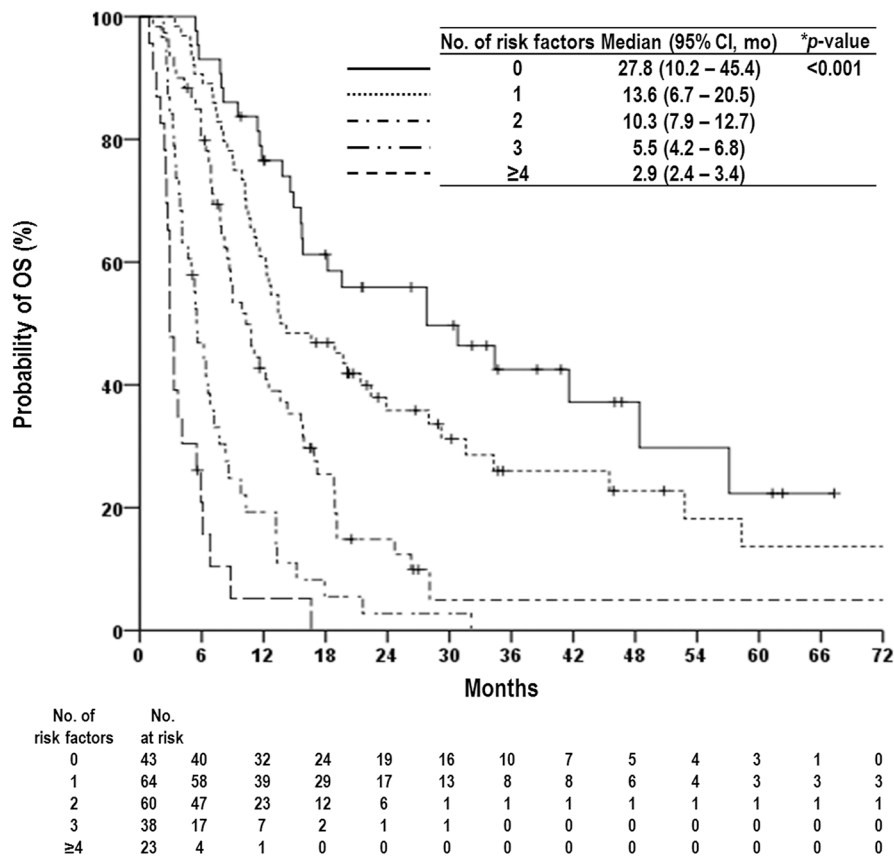 No. of risk factors Median (95% CI, mo) *p-value
0 27.8 (10.2 – 45.4) <0.001
1 13.6 (6.7 – 20.5)
2 10.3 (7.9 – 12.7)
3 5.5 (4.2 – 6.8)
≥4 2.9 (2.4 – 3.4)
Probability of OS (%)
100
80
60
40
20
0
0 6 12 18 24 30 36 42 48 54 60 66 72
Months
No. of No.
risk factors at risk
0 43 40 32 24 19 16 10 7 5 4 3 1 0
1 64 58 39 29 17 13 8 8 6 4 3 3 3
2 60 47 23 12 6 1 1 1 1 1 1 1 1
3 38 17 7 2 1 1 0 0 0 0 0 0 0
≥4 23 4 1 0 0 0 0 0 0 0 0 0 0